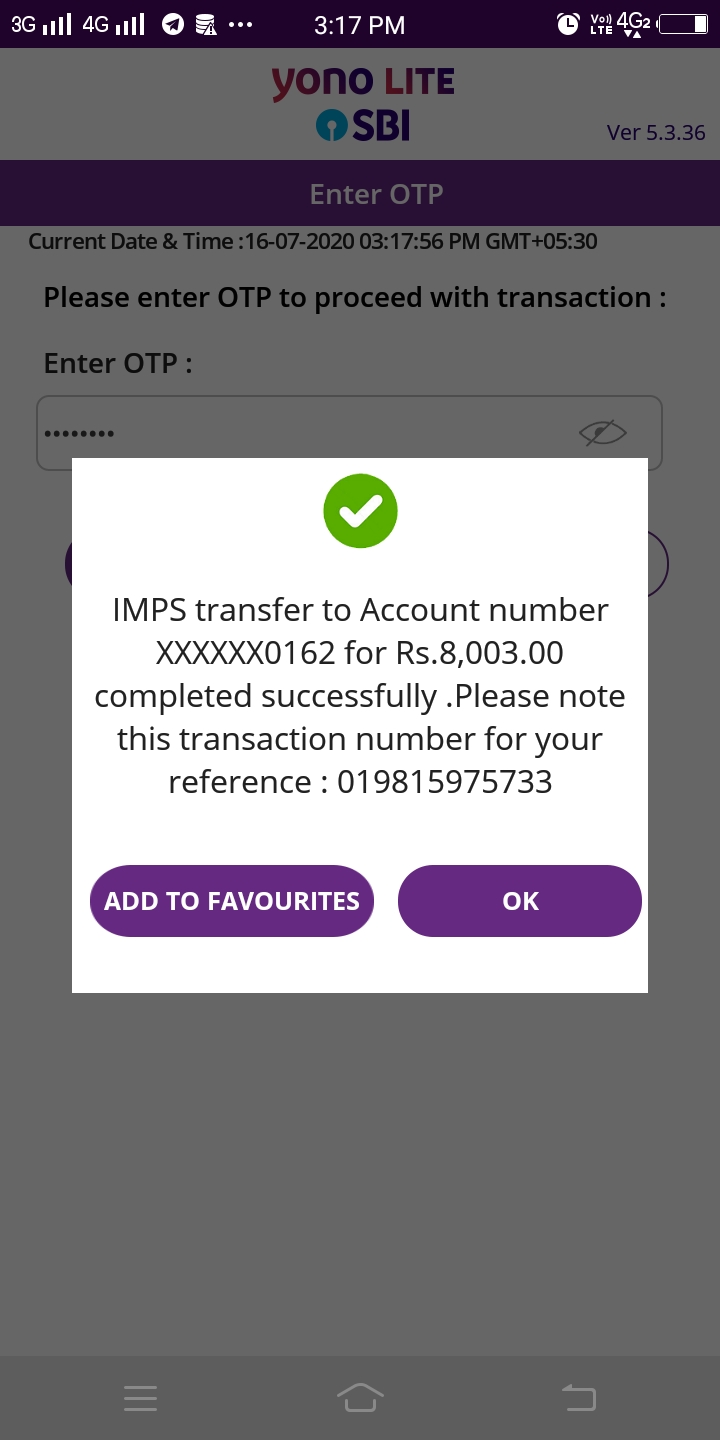 3G 4G 3:17 PM Vo)) LTE 4G2
yono LITE
SBI
Ver 5.3.36
Enter OTP
Current Date & Time :16-07-2020 03:17:56 PM GMT+05:30
Please enter OTP to proceed with transaction :
Enter OTP :
••••••••
IMPS transfer to Account number
XXXXXX0162 for Rs.8,003.00
completed successfully .Please note
this transaction number for your
reference : 019815975733
ADD TO FAVOURITES OK